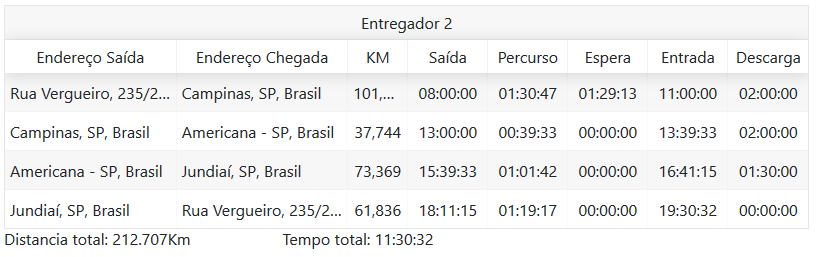 Entregador 2
Endereço Saída Endereço Chegada KM Saída Percurso Espera Entrada Descarga
Rua Vergueiro, 235/2... Campinas, SP, Brasil 101,... 08:00:00 01:30:47 01:29:13 11:00:00 02:00:00
Campinas, SP, Brasil Americana - SP, Brasil 37,744 13:00:00 00:39:33 00:00:00 13:39:33 02:00:00
Americana - SP, Brasil Jundiaí, SP, Brasil 73,369 15:39:33 01:01:42 00:00:00 16:41:15 01:30:00
Jundiaí, SP, Brasil Rua Vergueiro, 235/2... 61,836 18:11:15 01:19:17 00:00:00 19:30:32 00:00:00
Distancia total: 212.707Km Tempo total: 11:30:32